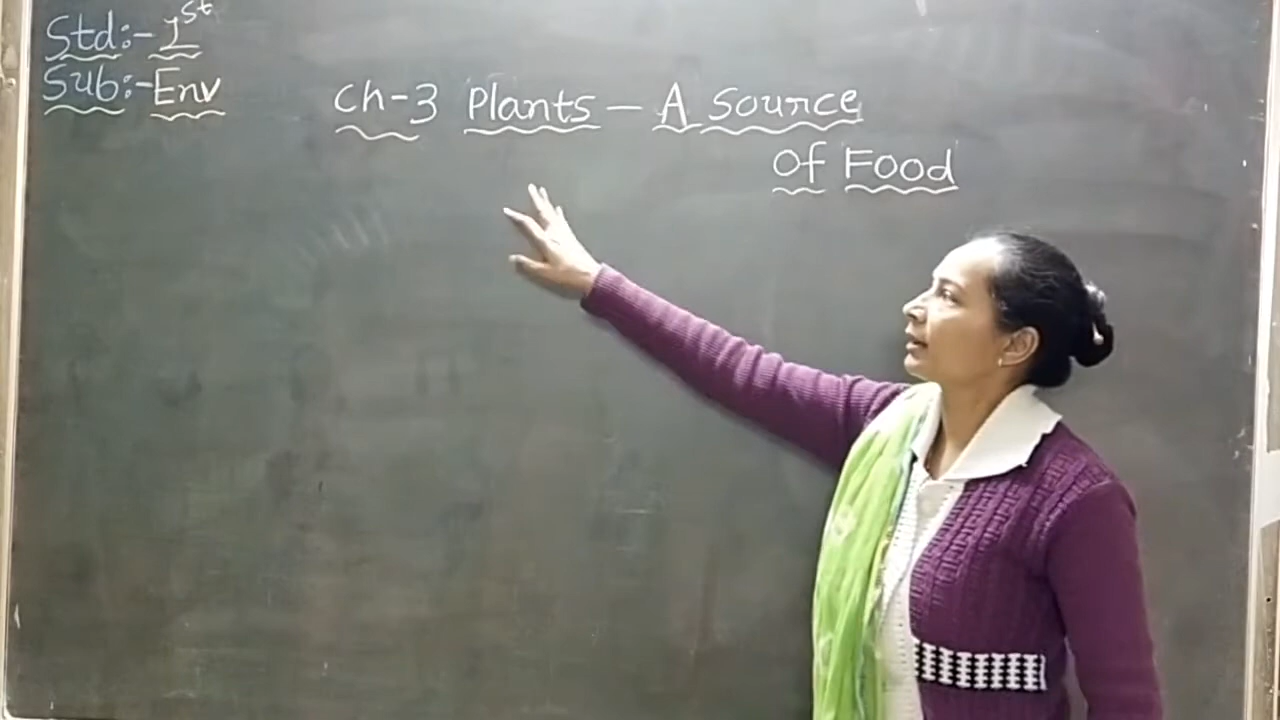 Std:- 1st
Sub:- Env
Ch-3 Plants - A Source
Of Food